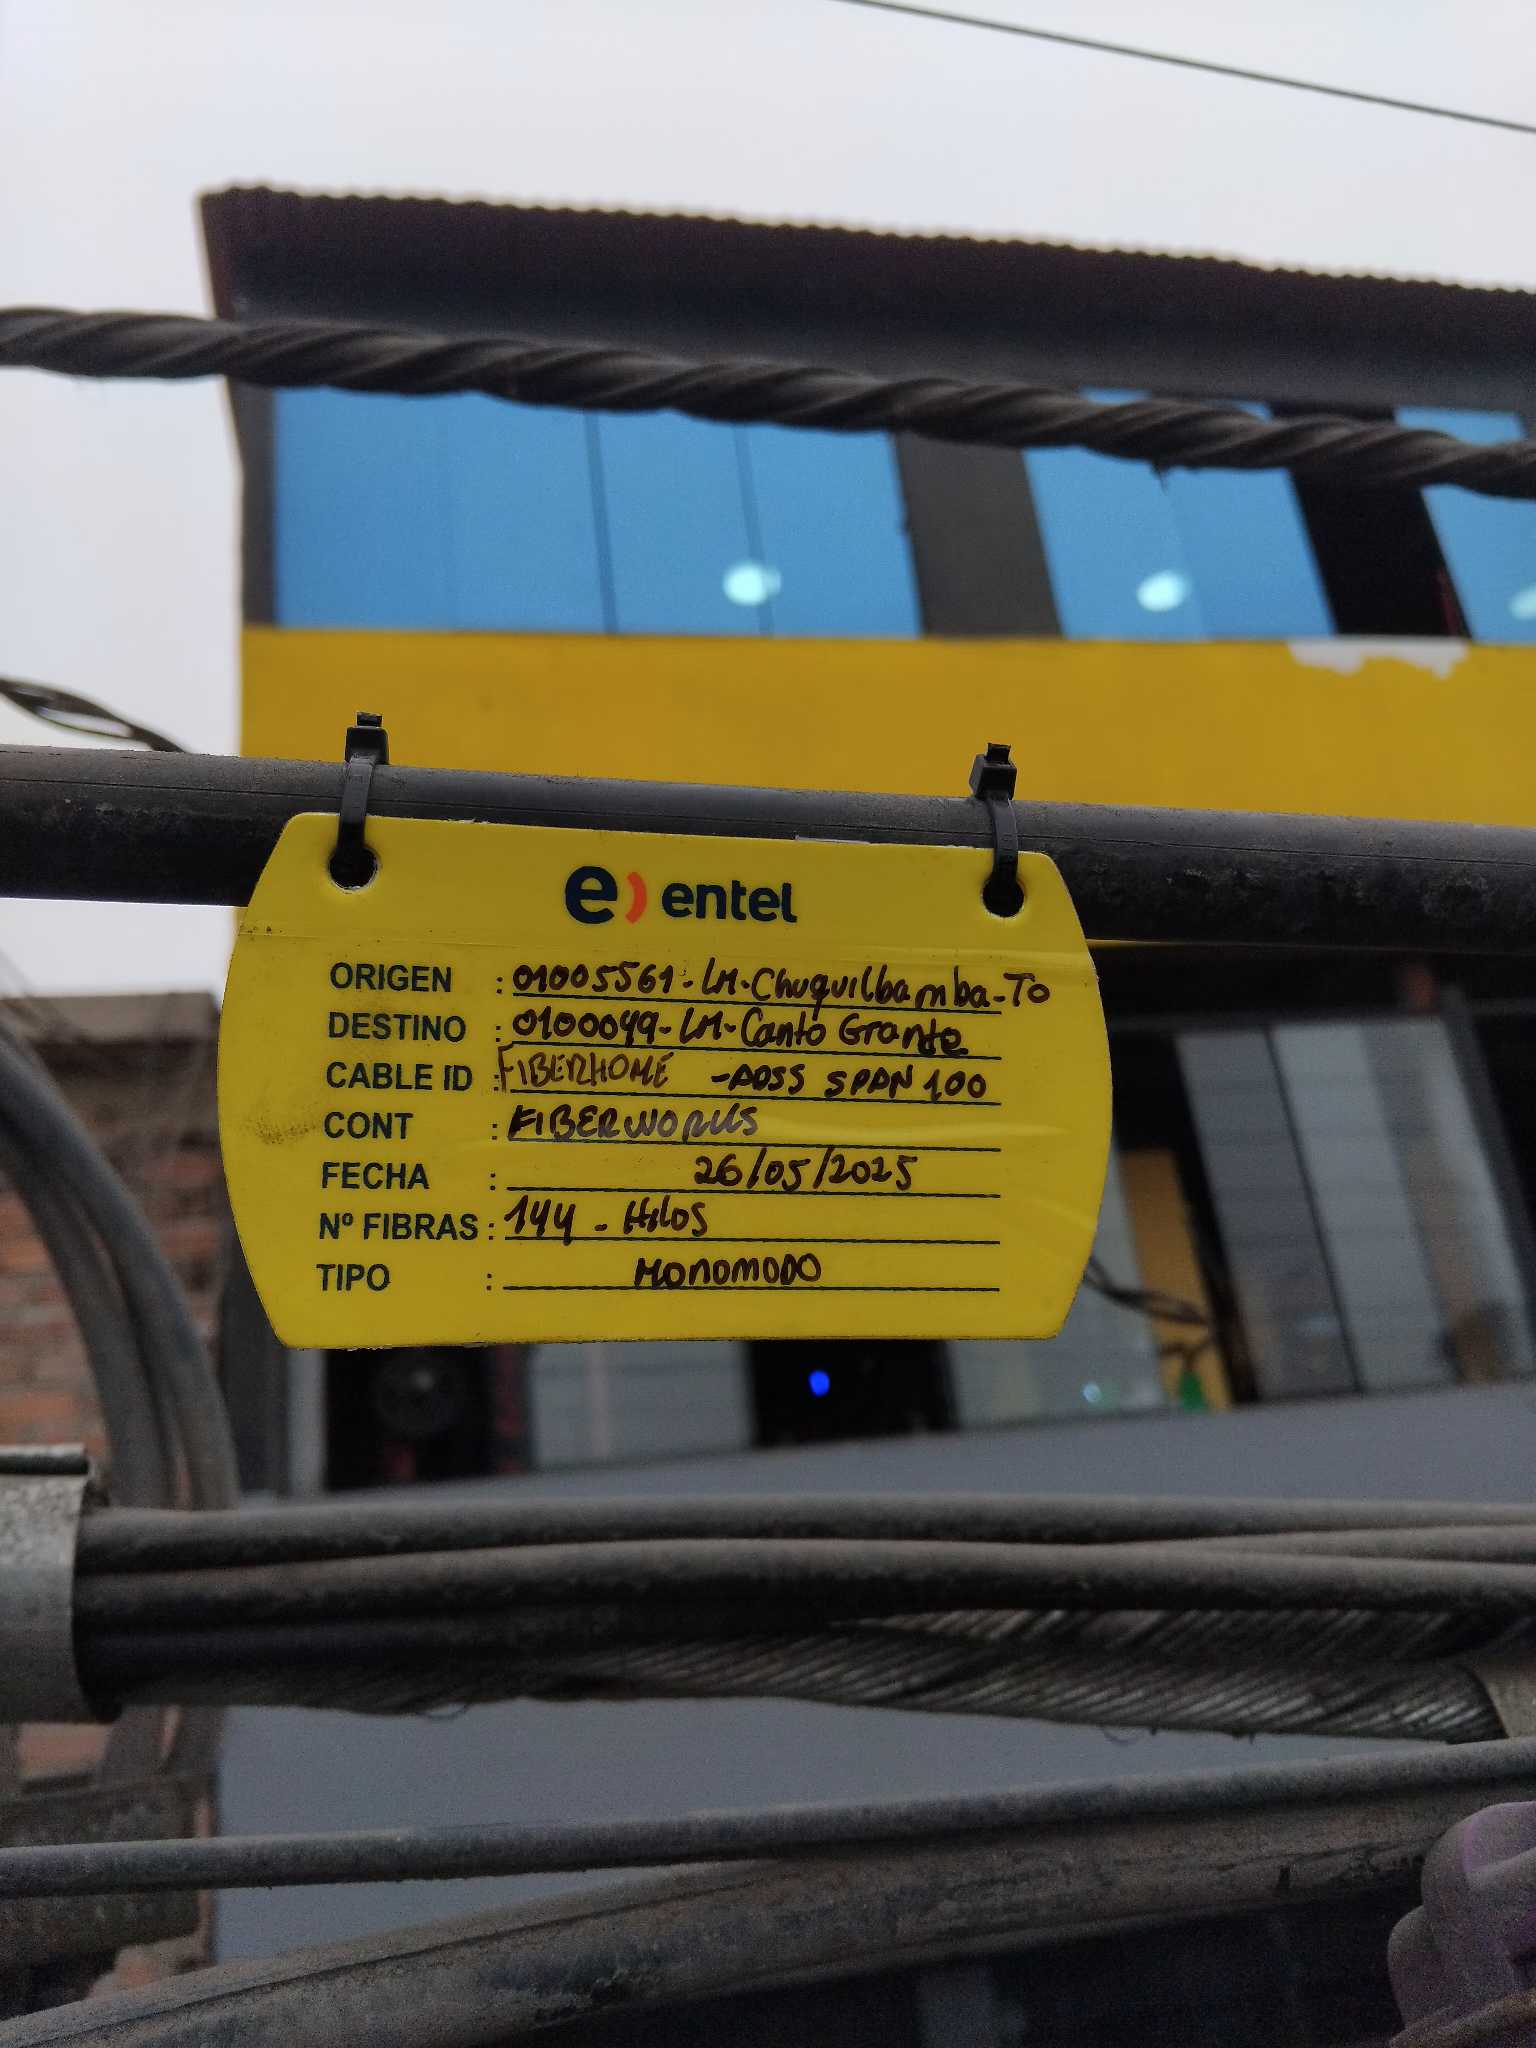 e) entel
ORIGEN : 01005561-LM-Chuquilbamba-To
DESTINO : 0100049-LM-Canto Grande
CABLE ID : FIBERHOME -ADSS SPAN 100
CONT : FIBERWORKS
FECHA : 26/05/2025
Nº FIBRAS : 144 - Hilos
TIPO : MONOMODO